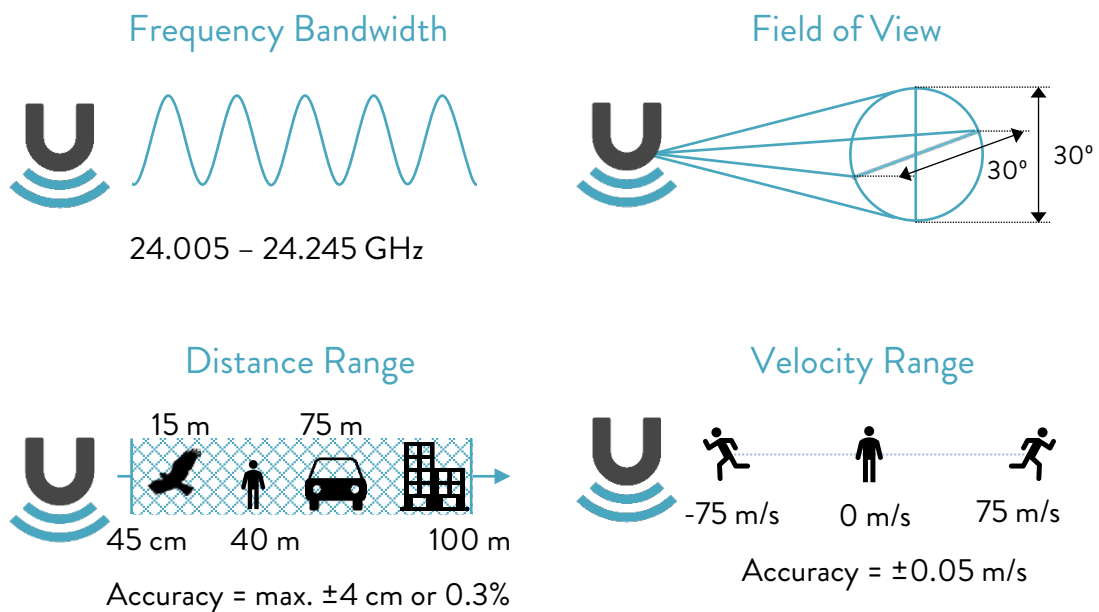 Frequency Bandwidth
24.005 – 24.245 GHz
Field of View
30º
30º
Distance Range
15 m
75 m
45 cm
40 m
100 m
Accuracy = max. ±4 cm or 0.3%
Velocity Range
-75 m/s
0 m/s
75 m/s
Accuracy = ±0.05 m/s